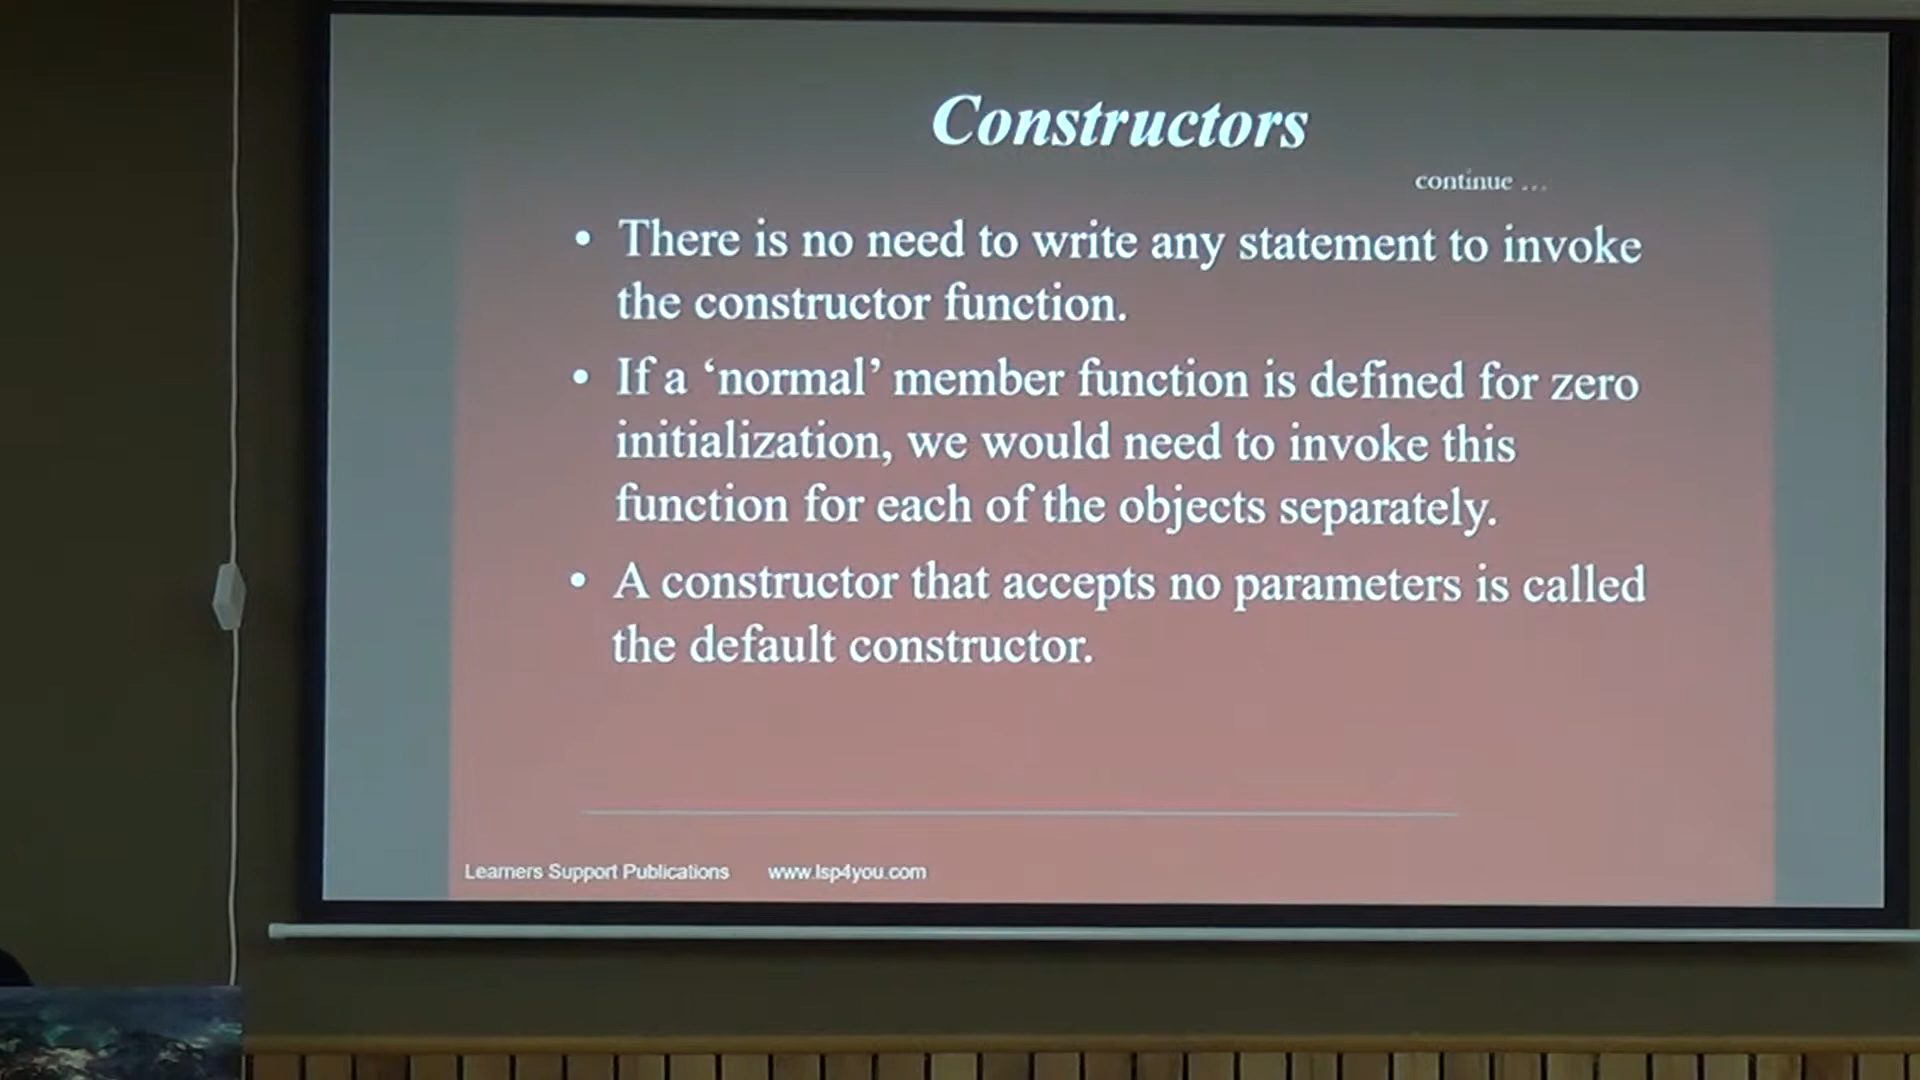 Constructors
continue ...
• There is no need to write any statement to invoke
the constructor function.
• If a ‘normal’ member function is defined for zero
initialization, we would need to invoke this
function for each of the objects separately.
• A constructor that accepts no parameters is called
the default constructor.
Learners Support Publications www.lsp4you.com